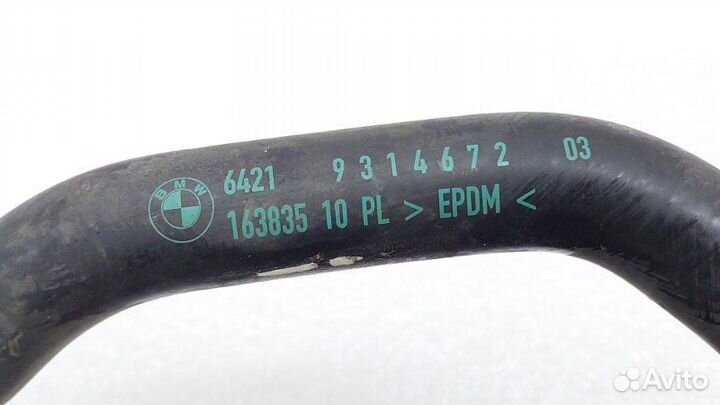 BMW
6421 9314672 03
163835 10 PL > EPDM <
Avito